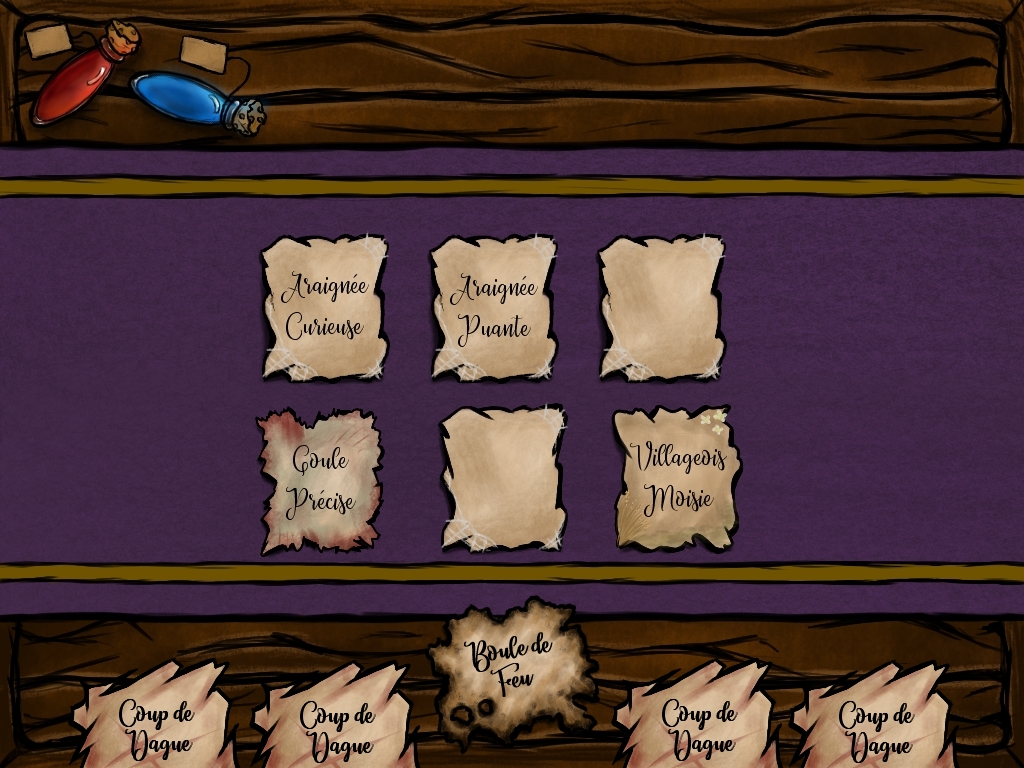 Araignée
Curieuse
Araignée
Puante
Goule
Précise
Villageois
Moisie
Boule de
Feu
Coup de
Dague
Coup de
Dague
Coup de
Dague
Coup de
Dague